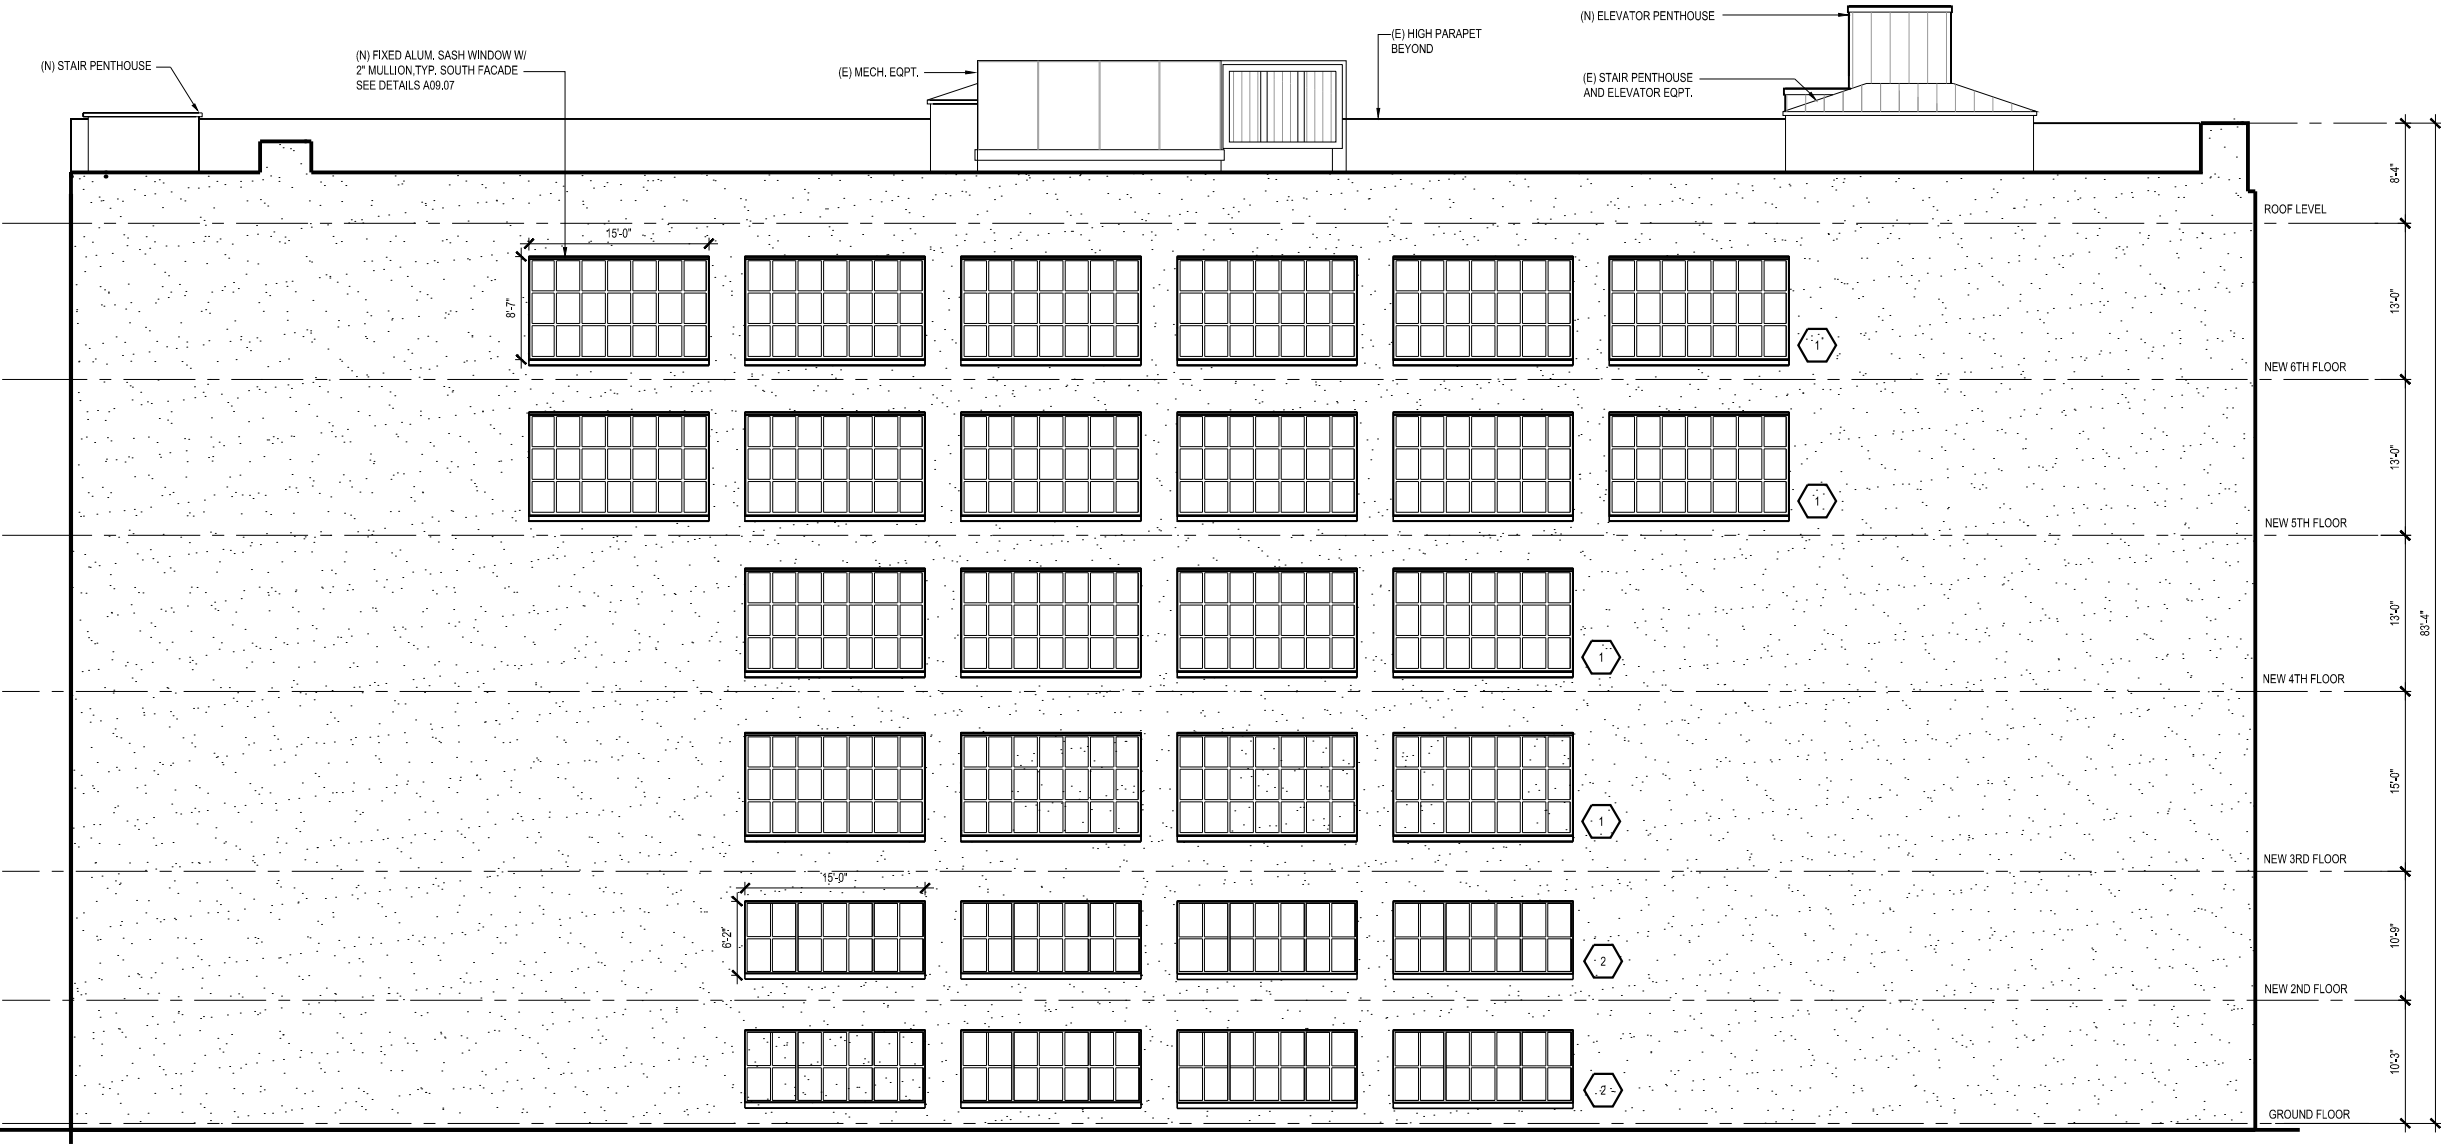 (N) ELEVATOR PENTHOUSE
(E) HIGH PARAPET
BEYOND
(N) FIXED ALUM. SASH WINDOW W/
2" MULLION,TYP. SOUTH FACADE
SEE DETAILS A09.07
(N) STAIR PENTHOUSE
(E) MECH. EQPT.
(E) STAIR PENTHOUSE
AND ELEVATOR EQPT.
8'-4"
ROOF LEVEL
15'-0"
8'-7"
13'-0"
1
NEW 6TH FLOOR
13'-0"
1
NEW 5TH FLOOR
13'-0"
83'-4"
1
NEW 4TH FLOOR
15'-0"
1
NEW 3RD FLOOR
15'-0"
6'-2"
10'-9"
2
NEW 2ND FLOOR
10'-3"
2
GROUND FLOOR